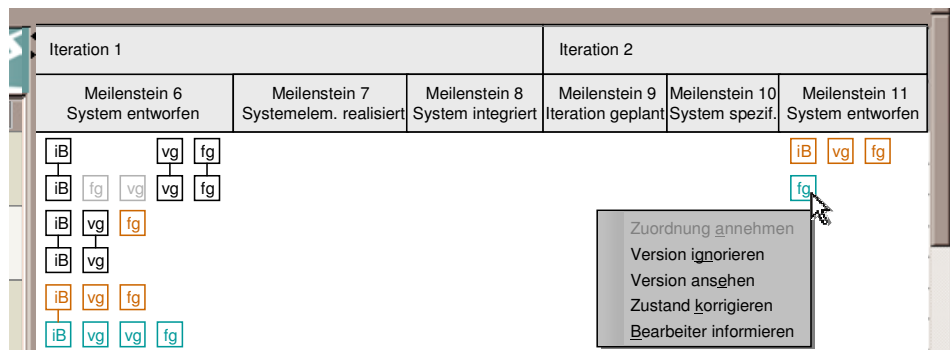 Iteration 1 Iteration 2
Meilenstein 6 Meilenstein 7 Meilenstein 8 Meilenstein 9 Meilenstein 10 Meilenstein 11
System entworfen Systemelem. realisiert System integriert Iteration geplant System spezif. System entworfen
iB vg fg iB vg fg
iB fg vg vg fg fg
iB vg fg
Zuordnung annehmen
Version ignorieren
iB vg
Version ansehen
iB vg fg
Zustand korrigieren
iB vg vg fg
Bearbeiter informieren